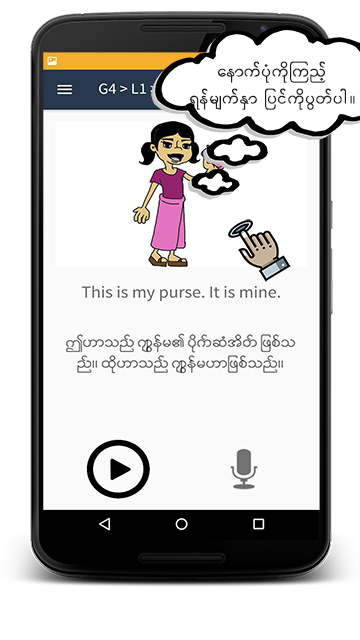 နောက်ပုံကိုကြည့်
ရန်မျက်နှာ ပြင်ကိုပွတ်ပါ။
G4 > L1 :
This is my purse. It is mine.
ဤဟာသည် ကျွန်မ၏ ပိုက်ဆံအိတ် ဖြစ်သ
ည်။ ထိုဟာသည် ကျွန်မဟာဖြစ်သည်။